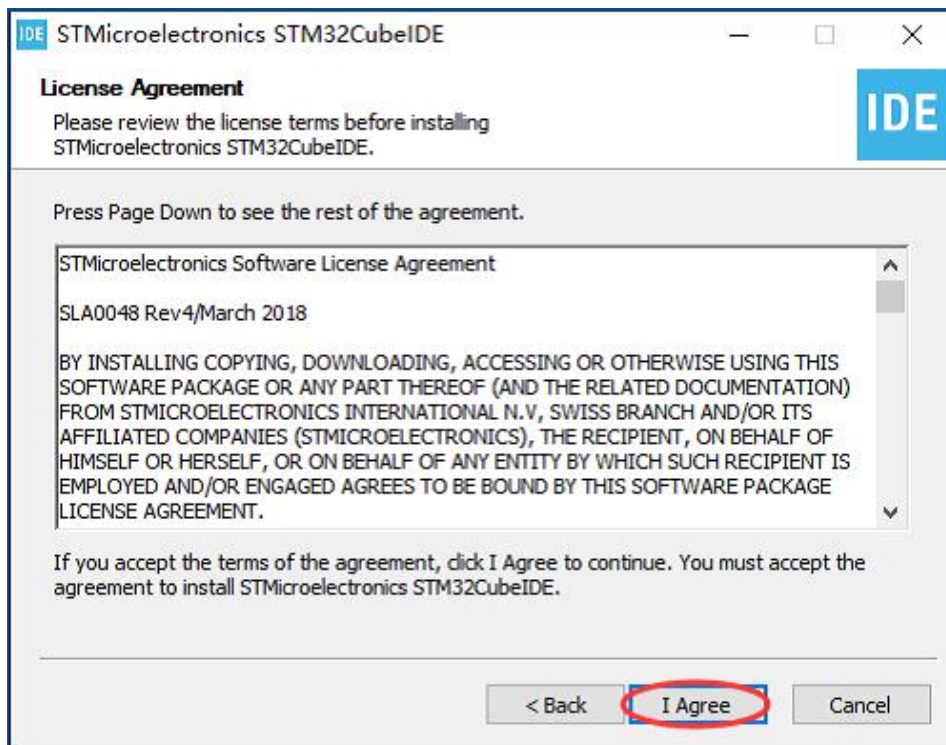 IDE STMicroelectronics STM32CubeIDE
License Agreement
Please review the license terms before installing
STMicroelectronics STM32CubeIDE.
IDE
Press Page Down to see the rest of the agreement.
STMicroelectronics Software License Agreement
SLA0048 Rev4/March 2018
BY INSTALLING COPYING, DOWNLOADING, ACCESSING OR OTHERWISE USING THIS
SOFTWARE PACKAGE OR ANY PART THEREOF (AND THE RELATED DOCUMENTATION)
FROM STMICROELECTRONICS INTERNATIONAL N.V, SWISS BRANCH AND/OR ITS
AFFILIATED COMPANIES (STMICROELECTRONICS), THE RECIPIENT, ON BEHALF OF
HIMSELF OR HERSELF, OR ON BEHALF OF ANY ENTITY BY WHICH SUCH RECIPIENT IS
EMPLOYED AND/OR ENGAGED AGREES TO BE BOUND BY THIS SOFTWARE PACKAGE
LICENSE AGREEMENT.
If you accept the terms of the agreement, click I Agree to continue. You must accept the
agreement to install STMicroelectronics STM32CubeIDE.
< Back I Agree Cancel